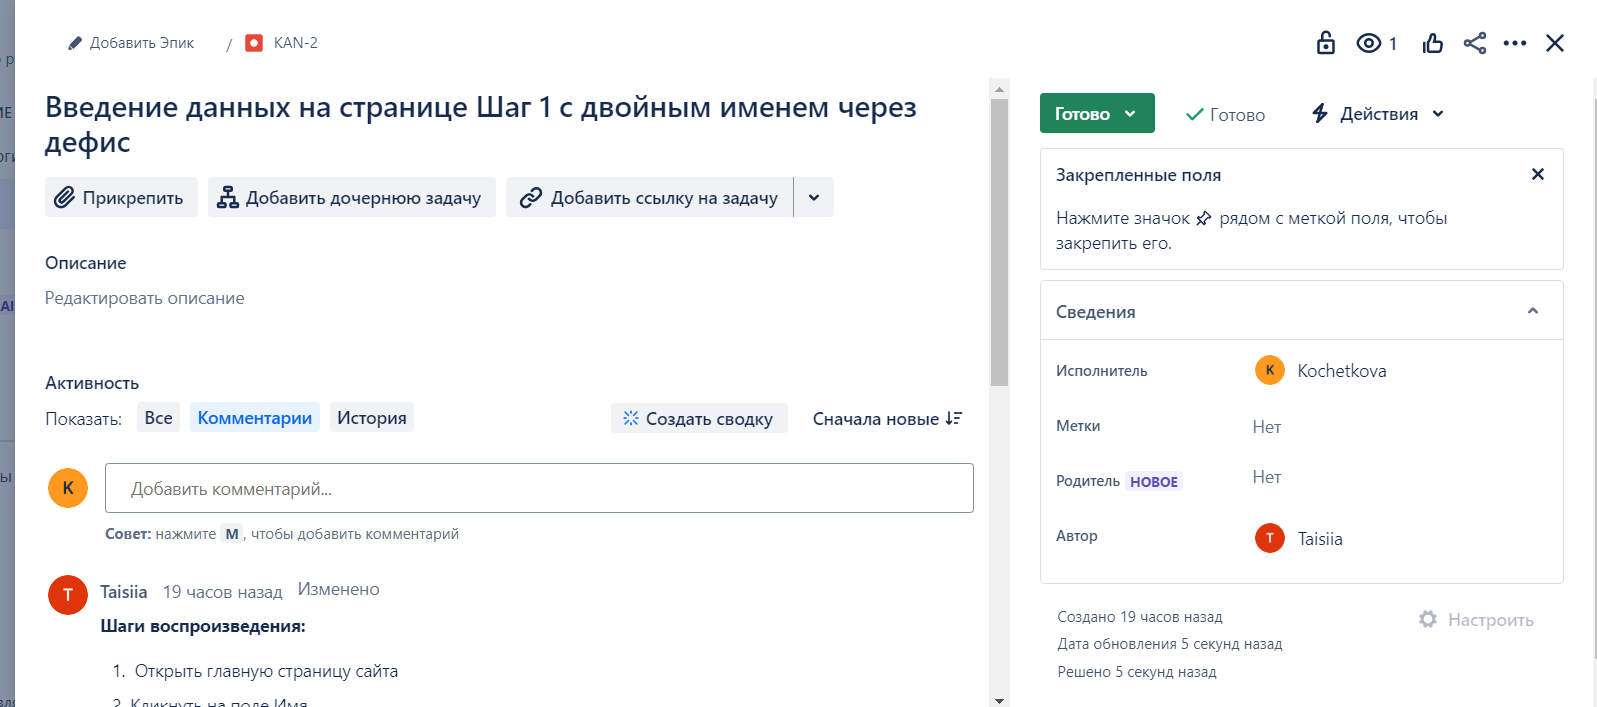 Добавить Эпик / KAN-2
1
Введение данных на странице Шаг 1 с двойным именем через
дефис
Прикрепить
Добавить дочернюю задачу
Добавить ссылку на задачу
Описание
Редактировать описание
Активность
Показать: Все Комментарии История
Создать сводку
Сначала новые
K
Добавить комментарий...
Совет: нажмите M , чтобы добавить комментарий
T
Taisiia 19 часов назад Изменено
Шаги воспроизведения:
1. Открыть главную страницу сайта
2. Кликнуть на поле Имя
Готово
Готово
Действия
Закрепленные поля
Нажмите значок рядом с меткой поля, чтобы
закрепить его.
Сведения
Исполнитель K Kochetkova
Метки Нет
Родитель НОВОЕ Нет
Автор T Taisiia
Создано 19 часов назад
Дата обновления 5 секунд назад
Решено 5 секунд назад
Настроить